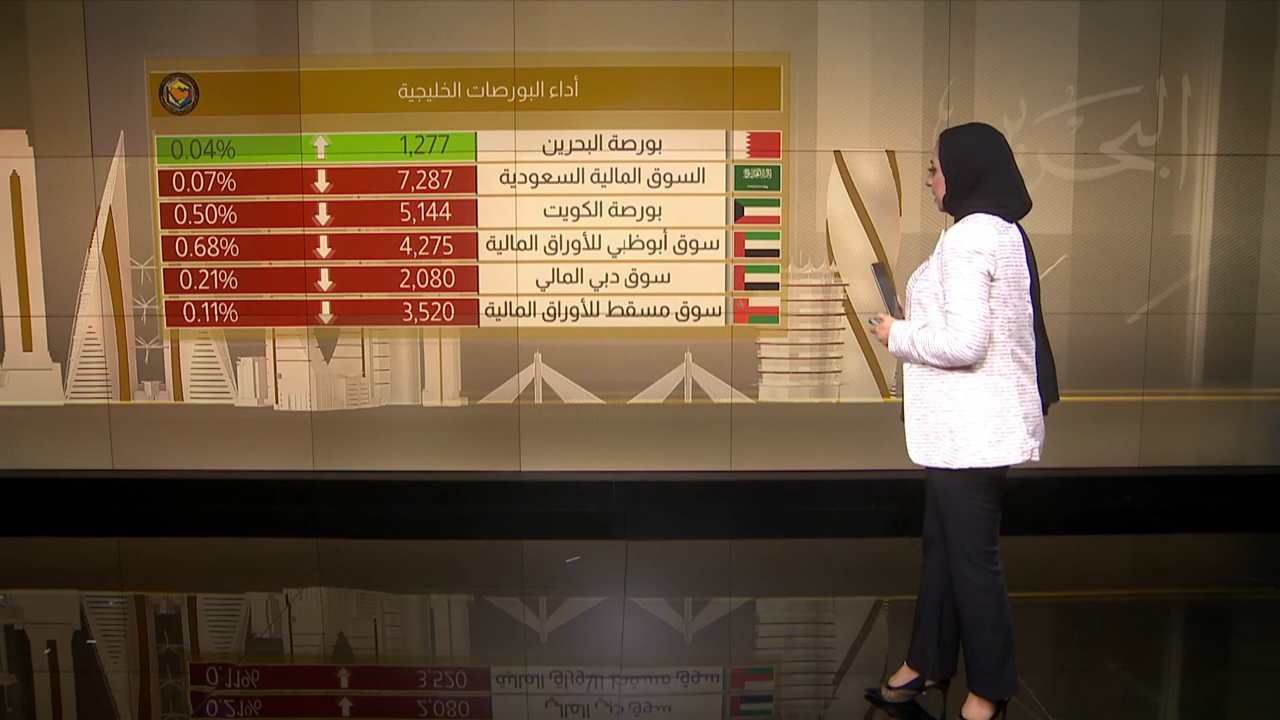 أداء البورصات الخليجية
بورصة البحرين 1,277 0.04%
السوق المالية السعودية 7,287 0.07%
بورصة الكويت 5,144 0.50%
سوق أبوظبي للأوراق المالية 4,275 0.68%
سوق دبي المالي 2,080 0.21%
سوق مسقط للأوراق المالية 3,520 0.11%
البحرين